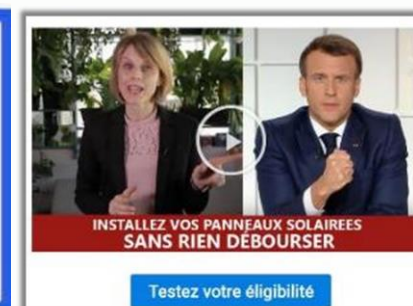 INSTALLEZ VOS PANNEAUX SOLAIREES
SANS RIEN DÉBOURSER
Testez votre éligibilité